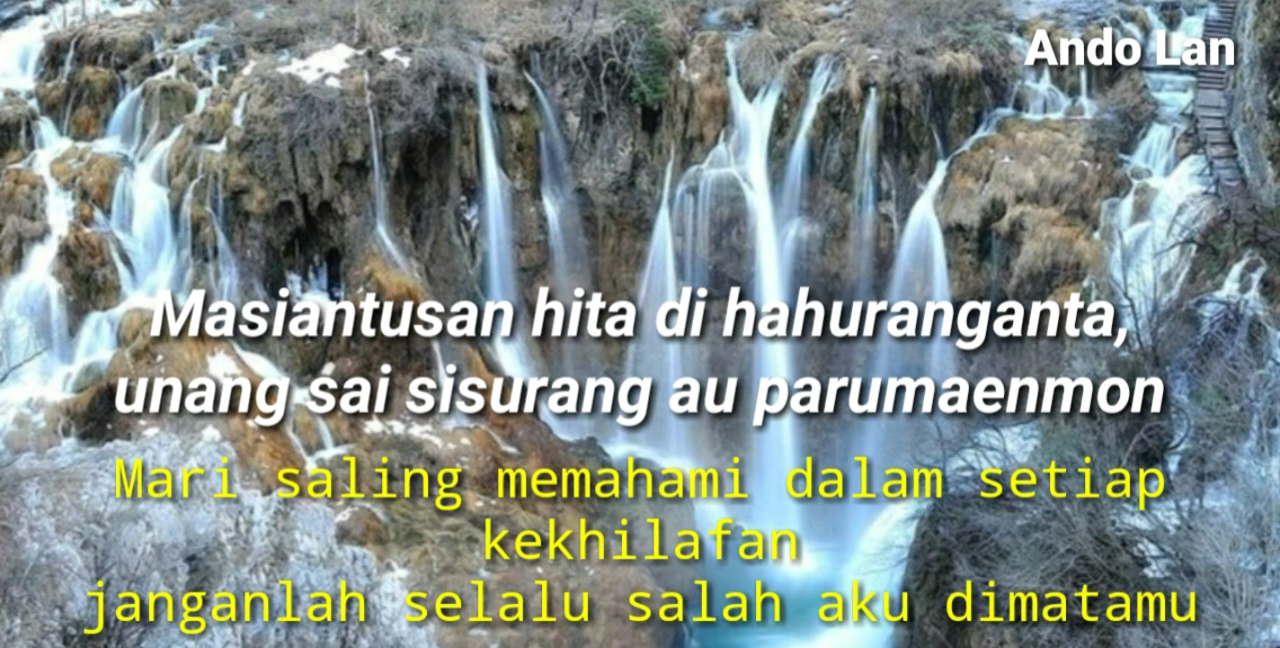 Ando Lan
Masiantusan hita di hahuranganta,
unang sai sisurang au parumaenmon
Mari saling memahami dalam setiap
kekhilafan
janganlah selalu salah aku dimatamu